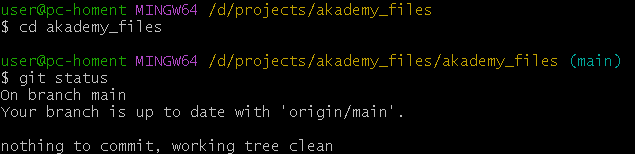 user@pc-homent MINGW64 /d/projects/akademy_files
$ cd akademy_files
user@pc-homent MINGW64 /d/projects/akademy_files/akademy_files (main)
$ git status
On branch main
Your branch is up to date with 'origin/main'.
nothing to commit, working tree clean